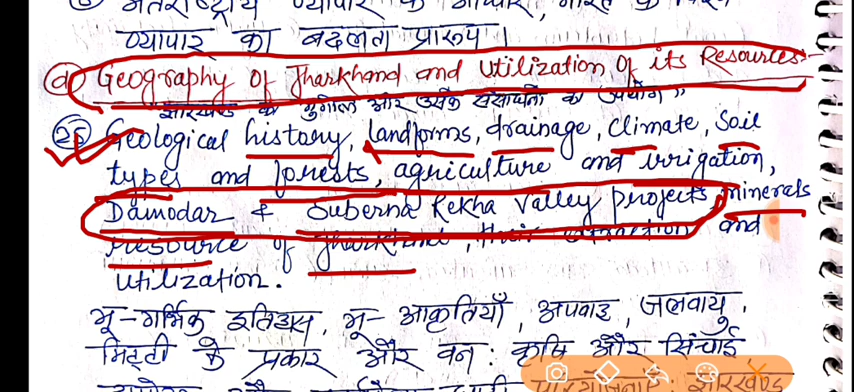 व्यापार का बदलता प्रारूप।
d Geography of Jharkhand and Utilization of its Resources-
झारखण्ड का भूगोल और उसके संसाधनों का उपयोग
25 Geological history, landforms, drainage, climate, soil
types and forests, agriculture and irrigation,
Damodar & Suberna Rekha Valley projects, minerals
resource of Jharkhand, their extraction and
utilization.
भू-गर्भिक इतिहास, भू-आकृतियाँ, अपवाह, जलवायु,
मिट्टी के प्रकार और वन: कृषि और सिंचाई
झारखंड